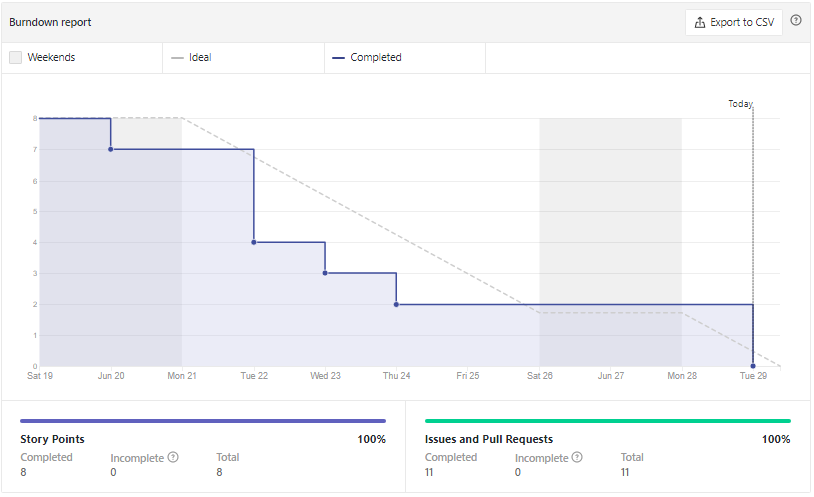 Burndown report
Export to CSV
Weekends
Ideal
Completed
Today
8
7
6
5
4
3
2
1
0
Sat 19 Jun 20 Mon 21 Tue 22 Wed 23 Thu 24 Fri 25 Sat 26 Jun 27 Mon 28 Tue 29
Story Points 100%
Completed Incomplete ? Total
8 0 8
Issues and Pull Requests 100%
Completed Incomplete ? Total
11 0 11